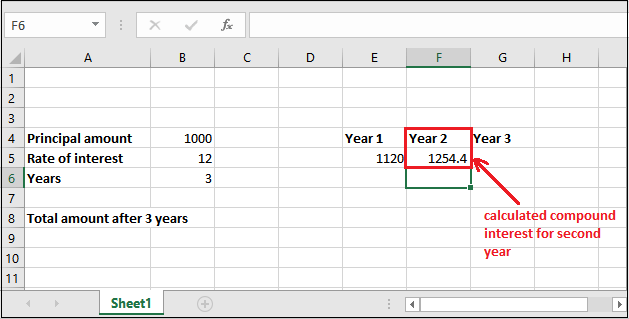 F6 fx
A B C D E F G H
1
2
3
4 Principal amount 1000 Year 1 Year 2 Year 3
5 Rate of interest 12 1120 1254.4
6 Years 3
7
8 Total amount after 3 years
9
10
11
calculated compound
interest for second
year
Sheet1